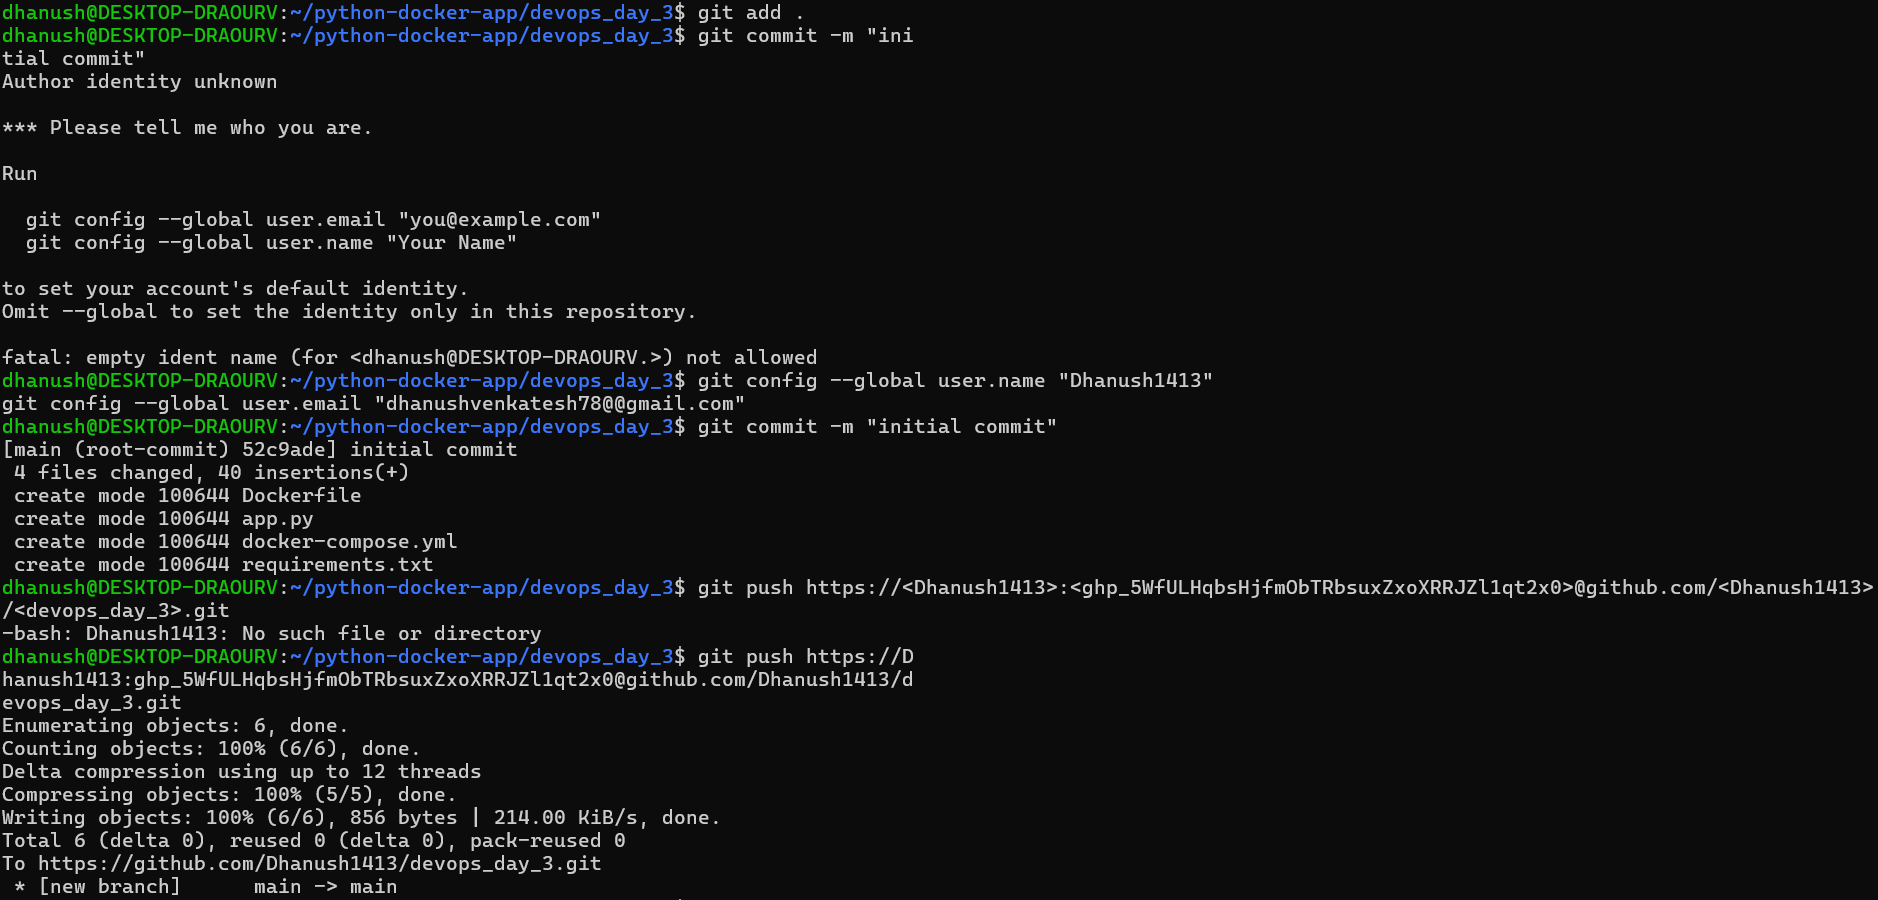 dhanush@DESKTOP-DRAOURV:~/python-docker-app/devops_day_3$ git add .
dhanush@DESKTOP-DRAOURV:~/python-docker-app/devops_day_3$ git commit -m "ini
tial commit"
Author identity unknown

*** Please tell me who you are.

Run

  git config --global user.email "you@example.com"
  git config --global user.name "Your Name"

to set your account's default identity.
Omit --global to set the identity only in this repository.

fatal: empty ident name (for <dhanush@DESKTOP-DRAOURV.>) not allowed
dhanush@DESKTOP-DRAOURV:~/python-docker-app/devops_day_3$ git config --global user.name "Dhanush1413"
git config --global user.email "dhanushvenkatesh78@@gmail.com"
dhanush@DESKTOP-DRAOURV:~/python-docker-app/devops_day_3$ git commit -m "initial commit"
[main (root-commit) 52c9ade] initial commit
 4 files changed, 40 insertions(+)
 create mode 100644 Dockerfile
 create mode 100644 app.py
 create mode 100644 docker-compose.yml
 create mode 100644 requirements.txt
dhanush@DESKTOP-DRAOURV:~/python-docker-app/devops_day_3$ git push https://<Dhanush1413>:<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>@github.com/<Dhanush1413>
/<devops_day_3>.git
-bash: Dhanush1413: No such file or directory
dhanush@DESKTOP-DRAOURV:~/python-docker-app/devops_day_3$ git push https://D
hanush1413: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@github.com/Dhanush1413/d
evops_day_3.git
Enumerating objects: 6, done.
Counting objects: 100% (6/6), done.
Delta compression using up to 12 threads
Compressing objects: 100% (5/5), done.
Writing objects: 100% (6/6), 856 bytes | 214.00 KiB/s, done.
Total 6 (delta 0), reused 0 (delta 0), pack-reused 0
To https://github.com/Dhanush1413/devops_day_3.git
 * [new branch]      main -> main